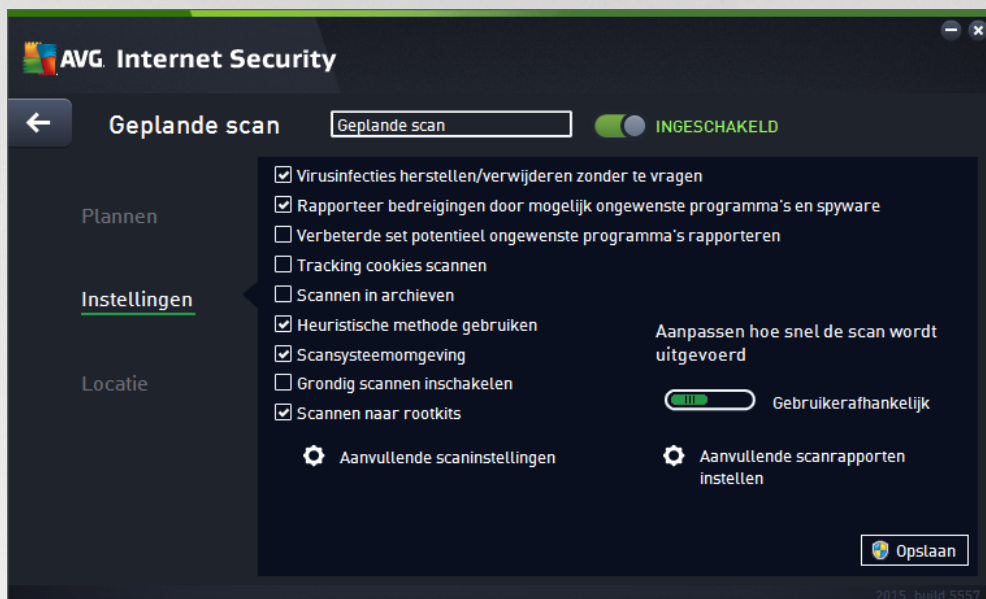 AVG. Internet Security
Geplande scan
Geplande scan
INGESCHAKELD
Plannen
Instellingen
Locatie
Virusinfecties herstellen/verwijderen zonder te vragen
Rapporteer bedreigingen door mogelijk ongewenste programma's en spyware
Verbeterde set potentieel ongewenste programma's rapporteren
Tracking cookies scannen
Scannen in archieven
Heuristische methode gebruiken
Scansysteemomgeving
Grondig scannen inschakelen
Scannen naar rootkits
Aanvullende scaninstellingen
Aanpassen hoe snel de scan wordt
uitgevoerd
Gebruikerafhankelijk
Aanvullende scanrapporten
instellen
Opslaan
2015, build 5557